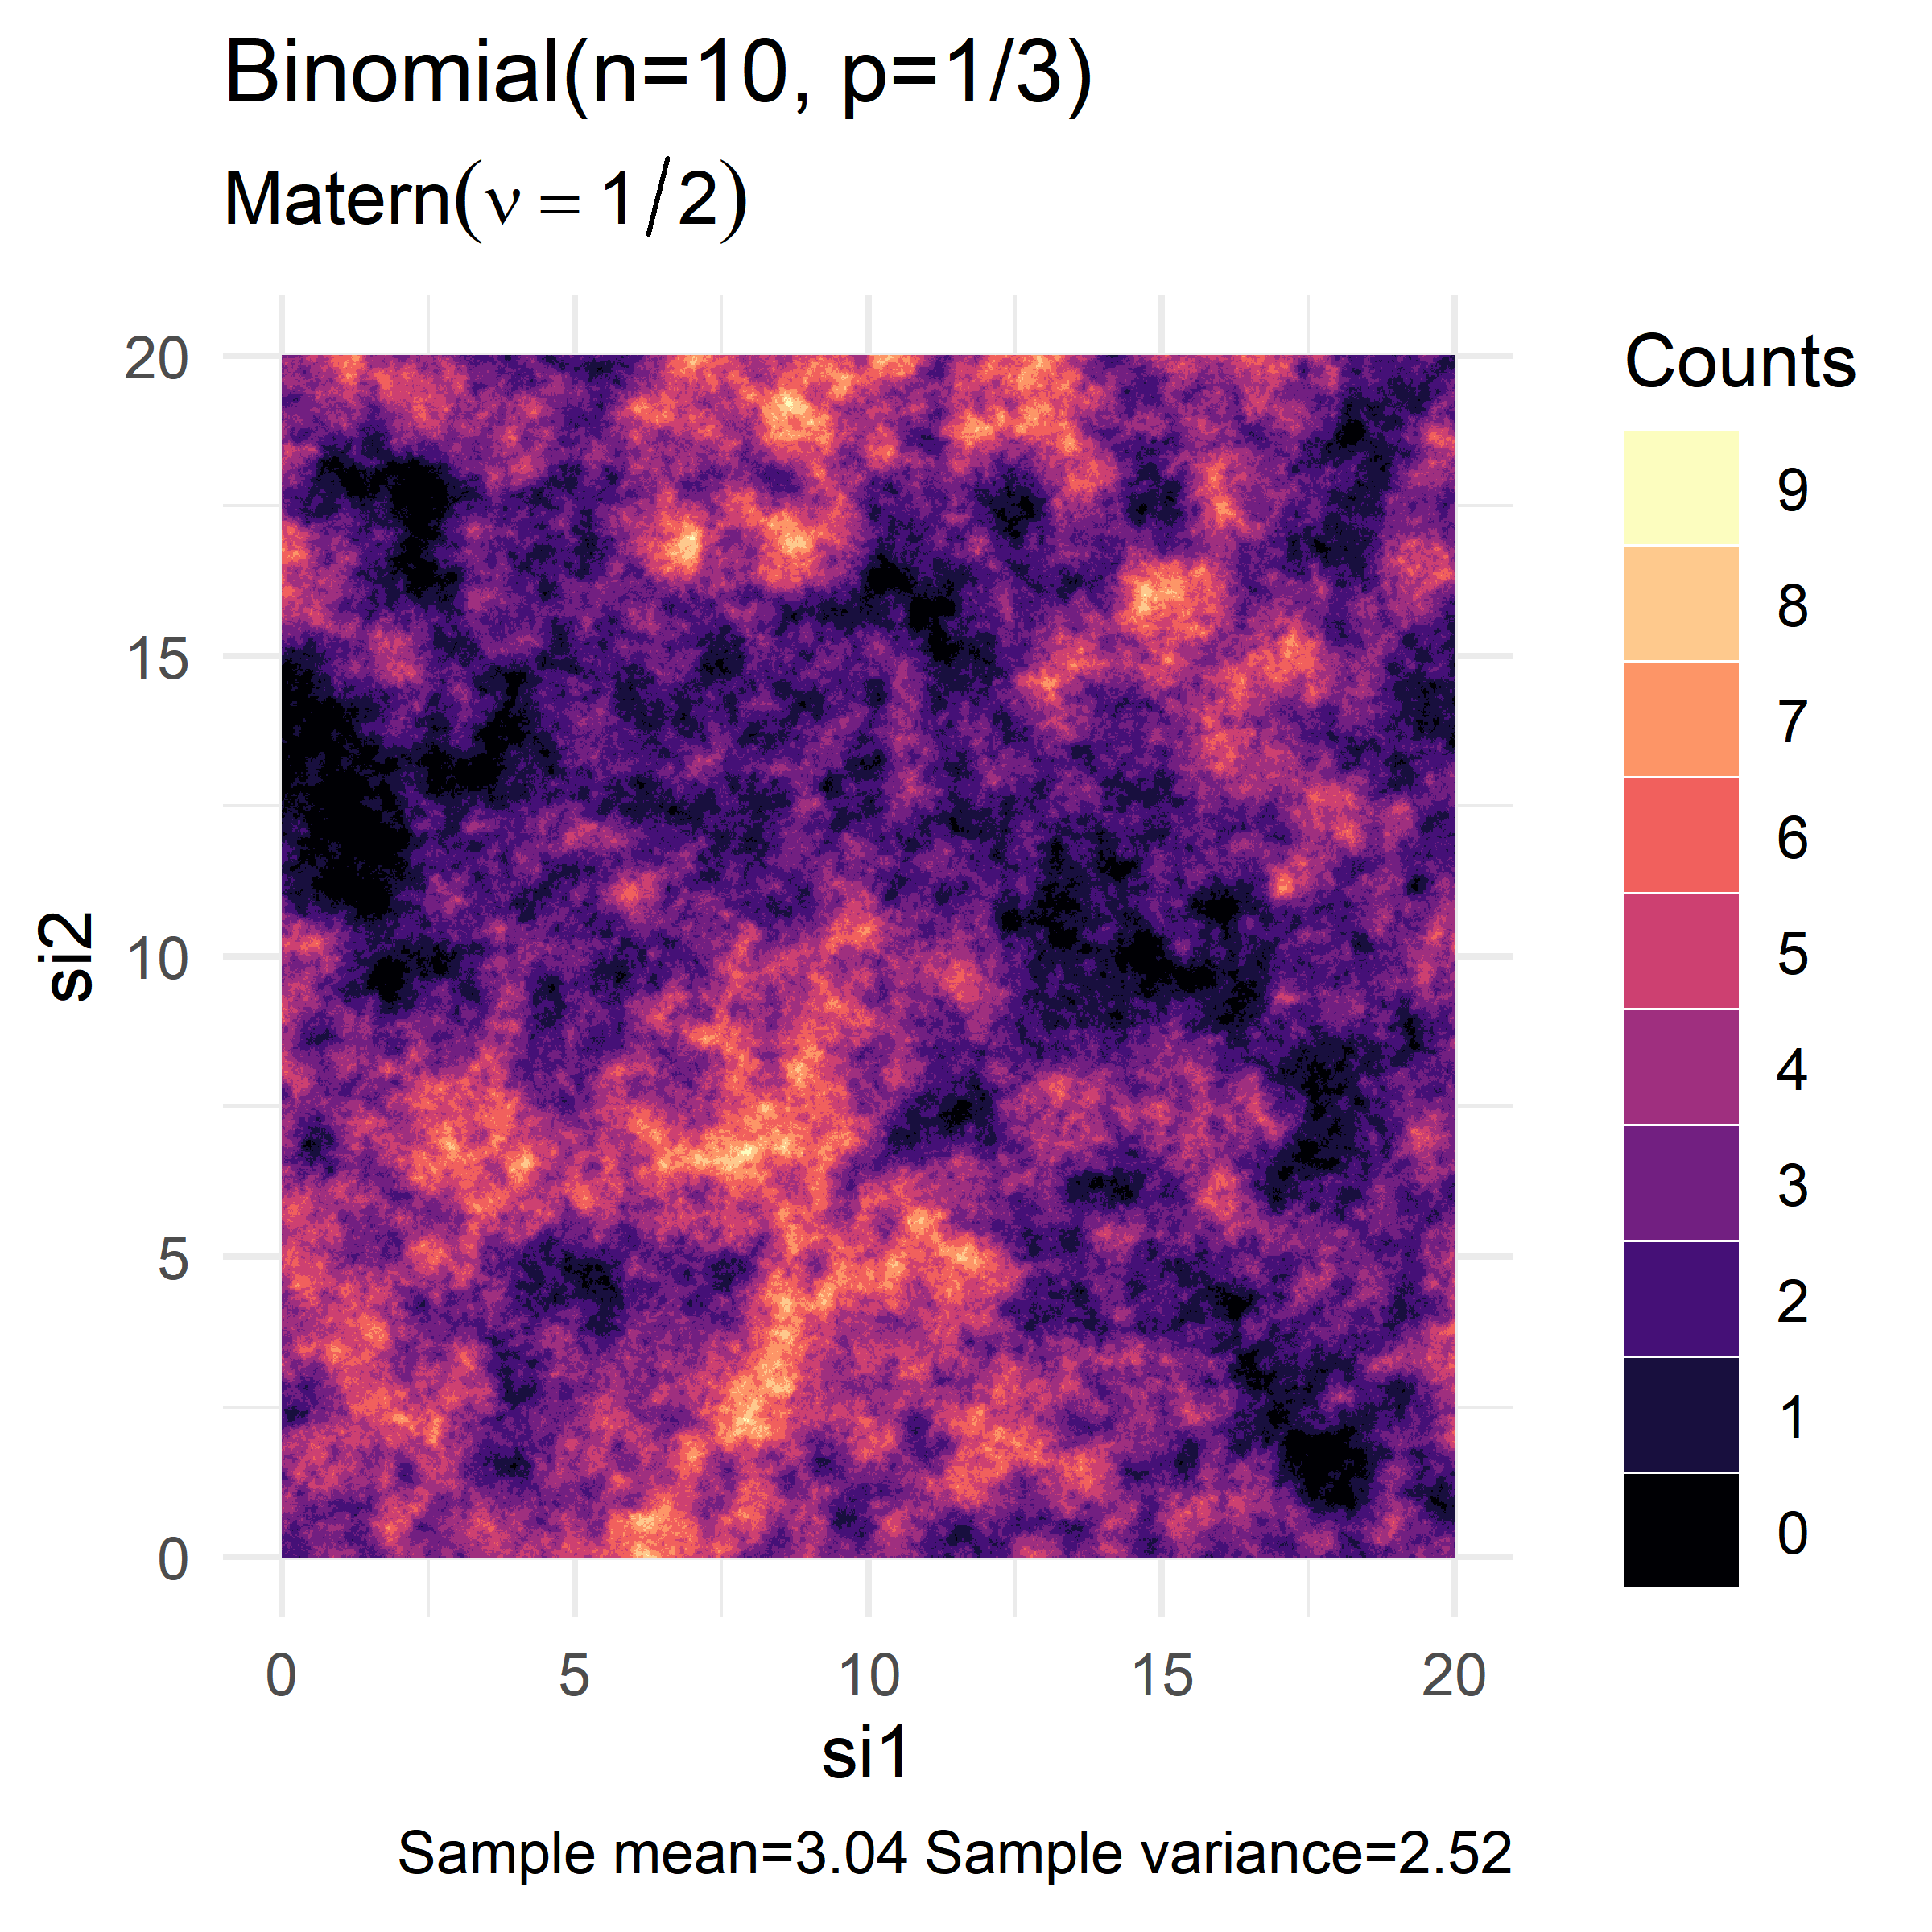 Binomial(n=10, p=1/3)
Matern(ν = 1/2)
Counts
9
8
7
6
5
4
3
2
1
0
si2
20
15
10
5
0
0 5 10 15 20
si1
Sample mean=3.04 Sample variance=2.52